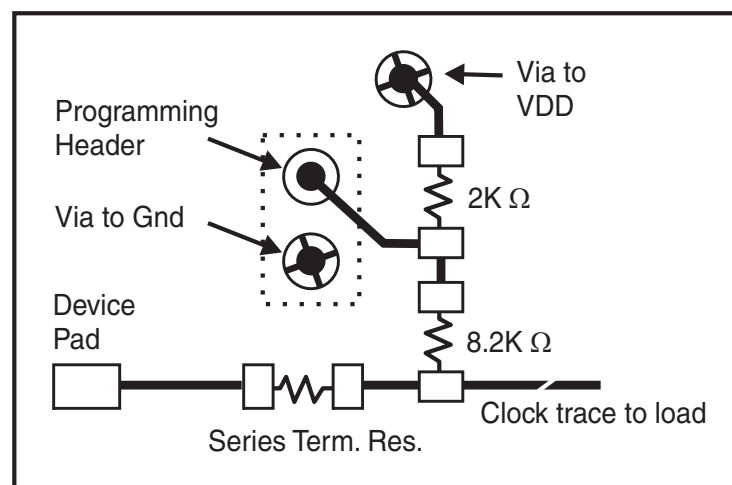 Via to
VDD
Programming
Header
2K Ω
Via to Gnd
Device
Pad
8.2K Ω
Clock trace to load
Series Term. Res.